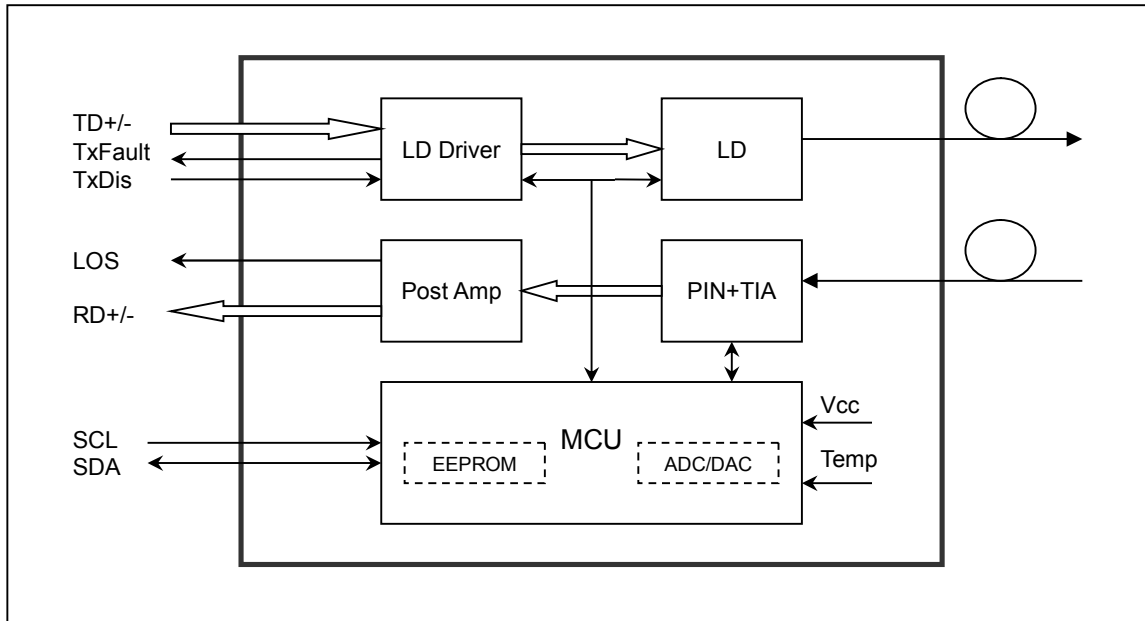 TD+/-
TxFault
TxDis
LD Driver
LD
LOS
RD+/-
Post Amp
PIN+TIA
SCL
SDA
MCU
EEPROM
ADC/DAC
Vcc
Temp